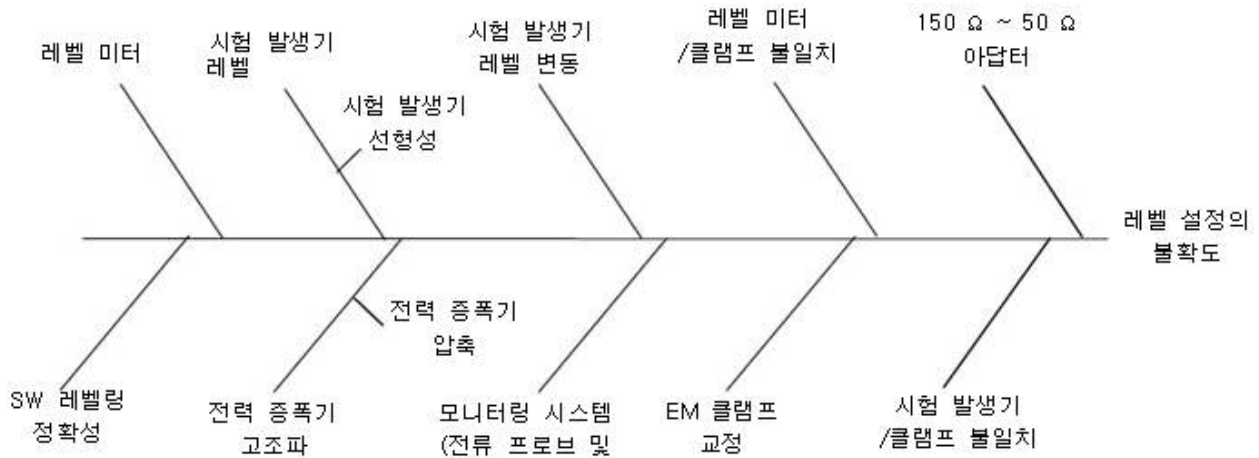 레벨 미터
시험 발생기
레벨
시험 발생기
선형성
시험 발생기
레벨 변동
레벨 미터
/클램프 불일치
150 Ω ~ 50 Ω
아답터
레벨 설정의
불확도
SW 레벨링
정확성
전력 증폭기
압축
전력 증폭기
고조파
모니터링 시스템
(전류 프로브 및
EM 클램프
교정
시험 발생기
/클램프 불일치